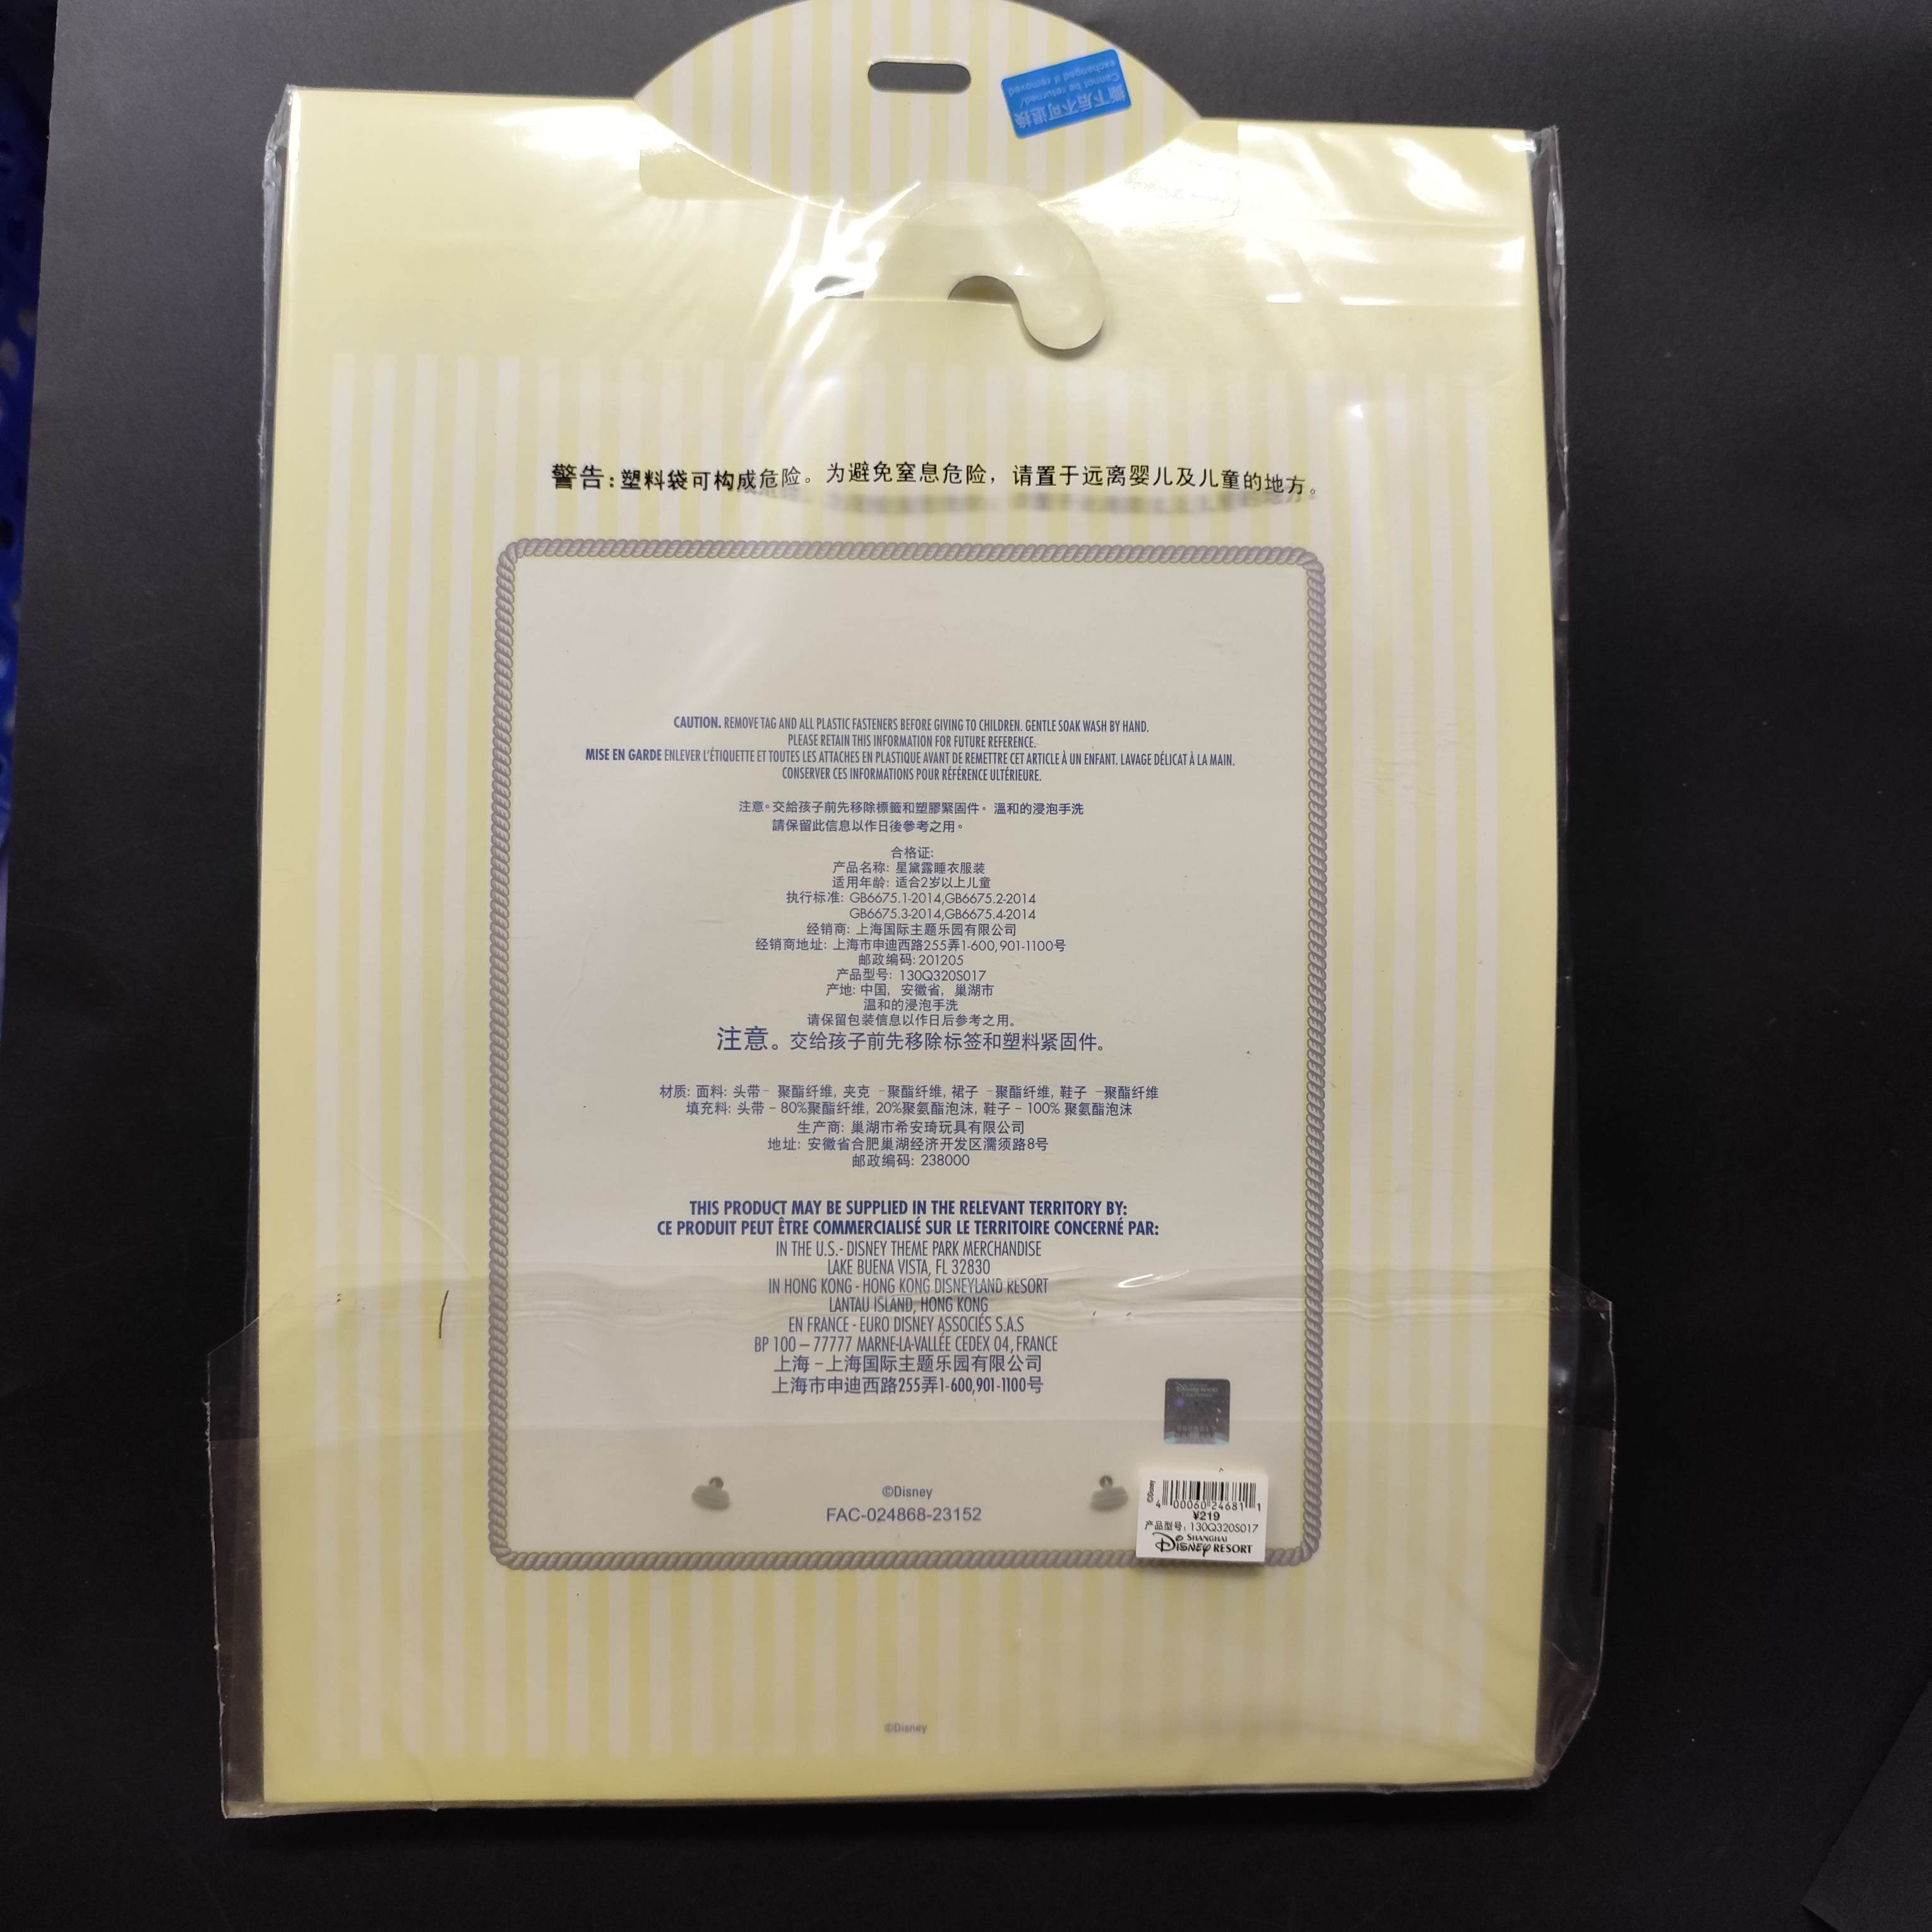 撕下后不可退换
Cannot be returned/
exchanged if removed
警告:塑料袋可构成危险。为避免窒息危险，请置于远离婴儿及儿童的地方。
CAUTION. REMOVE TAG AND ALL PLASTIC FASTENERS BEFORE GIVING TO CHILDREN. GENTLE SOAK WASH BY HAND.
PLEASE RETAIN THIS INFORMATION FOR FUTURE REFERENCE.
MISE EN GARDE ENLEVER L'ÉTIQUETTE ET TOUTES LES ATTACHES EN PLASTIQUE AVANT DE REMETTRE CET ARTICLE À UN ENFANT. LAVAGE DÉLICAT À LA MAIN.
CONSERVER CES INFORMATIONS POUR RÉFÉRENCE ULTÉRIEURE.
注意。交給孩子前先移除標籤和塑膠緊固件。溫和的浸泡手洗
請保留此信息以作日後參考之用。
合格证:
产品名称: 星黛露睡衣服装
适用年龄: 适合2岁以上儿童
执行标准: GB6675.1-2014,GB6675.2-2014
GB6675.3-2014,GB6675.4-2014
经销商: 上海国际主题乐园有限公司
经销商地址: 上海市申迪西路255弄1-600,901-1100号
邮政编码: 201205
产品型号: 130Q320S017
产地: 中国, 安徽省, 巢湖市
温和的浸泡手洗
请保留包装信息以作日后参考之用。
注意。交给孩子前先移除标签和塑料紧固件。
材质: 面料: 头带 - 聚酯纤维, 夹克 - 聚酯纤维, 裙子 - 聚酯纤维, 鞋子 - 聚酯纤维
填充料: 头带 - 80%聚酯纤维, 20%聚氨酯泡沫, 鞋子 - 100% 聚氨酯泡沫
生产商: 巢湖市希安琦玩具有限公司
地址: 安徽省合肥巢湖经济开发区濡须路8号
邮政编码: 238000
THIS PRODUCT MAY BE SUPPLIED IN THE RELEVANT TERRITORY BY:
CE PRODUIT PEUT ÊTRE COMMERCIALISÉ SUR LE TERRITOIRE CONCERNÉ PAR:
IN THE U.S.- DISNEY THEME PARK MERCHANDISE
LAKE BUENA VISTA, FL 32830
IN HONG KONG - HONG KONG DISNEYLAND RESORT
LANTAU ISLAND, HONG KONG
EN FRANCE - EURO DISNEY ASSOCIÉS S.A.S
BP 100 – 77777 MARNE-LA-VALLÉE CEDEX 04, FRANCE
上海 - 上海国际主题乐园有限公司
上海市申迪西路255弄1-600,901-1100号
©Disney
FAC-024868-23152
©Disney
4 00060 24681 1
¥219
产品型号: 130Q320S017
SHANGHAI
DISNEY RESORT
©Disney